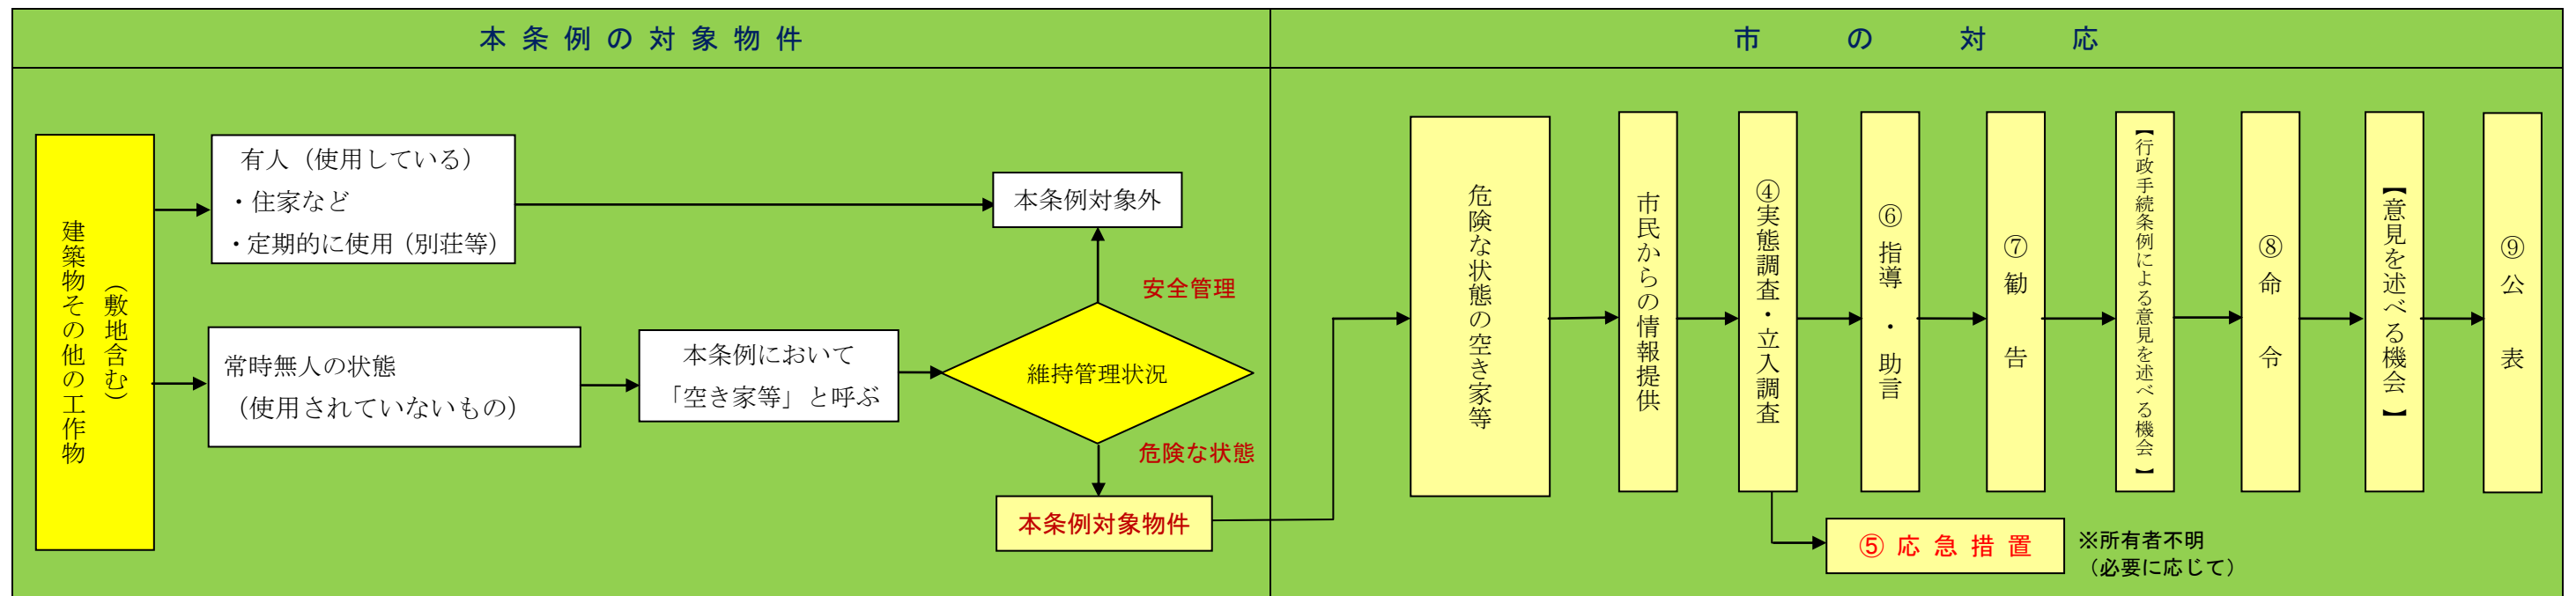 本条例の対象物件
市の対応
建築物その他の工作物
（敷地含む）
有人（使用している）
・住家など
・定期的に使用（別荘等）
常時無人の状態
（使用されていないもの）
本条例において
「空き家等」と呼ぶ
維持管理状況
安全管理
本条例対象外
危険な状態
本条例対象物件
危険な状態の空き家等
市民からの情報提供
④実態調査・立入調査
⑤応急措置
※所有者不明
（必要に応じて）
⑥指導・助言
⑦勧告
【行政手続条例による意見を述べる機会】
⑧命令
【意見を述べる機会】
⑨公表